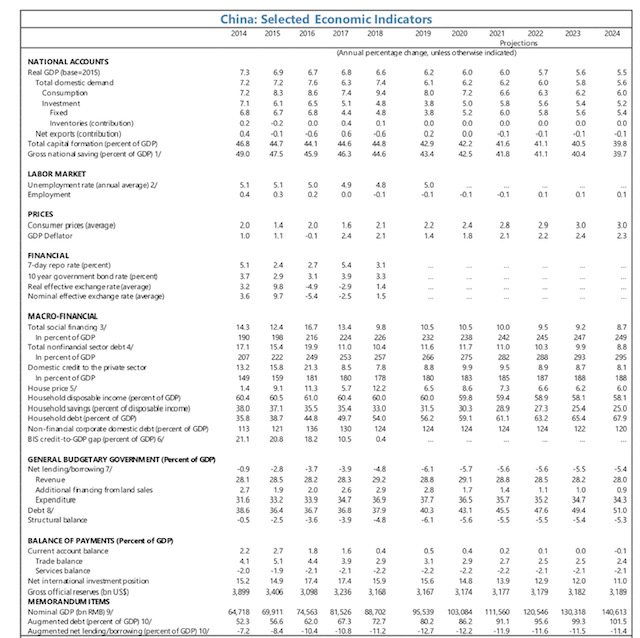 China: Selected Economic Indicators
2014 2015 2016 2017 2018 2019 2020 2021 2022 2023 2024
Projections
(Annual percentage change, unless otherwise indicated)
NATIONAL ACCOUNTS
Real GDP (base=2015) 7.3 6.9 6.7 6.8 6.6 6.2 6.0 6.0 5.7 5.6 5.5
Total domestic demand 7.2 7.2 7.6 6.3 7.4 6.1 6.2 6.2 6.0 5.8 5.6
Consumption 7.2 8.3 8.6 7.4 9.4 8.0 7.2 6.6 6.3 6.2 6.0
Investment 7.1 6.1 6.5 5.1 4.8 3.8 5.0 5.8 5.6 5.4 5.2
Fixed 6.8 6.7 6.8 4.4 4.8 3.8 5.2 6.0 5.8 5.6 5.4
Inventories (contribution) 0.2 -0.2 0.0 0.4 0.1 0.0 0.0 0.0 0.0 0.0 0.0
Net exports (contribution) 0.4 -0.1 -0.6 0.6 -0.6 0.2 0.0 -0.1 -0.1 -0.1 -0.1
Total capital formation (percent of GDP) 46.8 44.7 44.1 44.6 44.8 42.9 42.2 41.6 41.1 40.5 39.8
Gross national saving (percent of GDP) 1/ 49.0 47.5 45.9 46.3 44.6 43.4 42.5 41.8 41.1 40.4 39.7
LABOR MARKET
Unemployment rate (annual average) 2/ 5.1 5.1 5.0 4.9 4.8 5.0 ... ... ... ... ...
Employment 0.4 0.3 0.2 0.0 -0.1 -0.1 -0.1 -0.1 0.1 0.1 0.1
PRICES
Consumer prices (average) 2.0 1.4 2.0 1.6 2.1 2.2 2.4 2.8 2.9 3.0 3.0
GDP Deflator 1.0 1.1 -0.1 2.4 2.1 1.4 1.8 2.1 2.2 2.4 2.3
FINANCIAL
7-day repo rate (percent) 5.1 2.4 2.7 5.4 3.1 ... ... ... ... ... ...
10 year government bond rate (percent) 3.7 2.9 3.1 3.9 3.3 ... ... ... ... ... ...
Real effective exchange rate (average) 3.2 9.8 -4.9 -2.9 1.4 ... ... ... ... ... ...
Nominal effective exchange rate (average) 3.6 9.7 -5.4 -2.5 1.5 ... ... ... ... ... ...
MACRO-FINANCIAL
Total social financing 3/ 14.3 12.4 16.7 13.4 9.8 10.5 10.5 10.0 9.5 9.2 8.7
In percent of GDP 190 198 216 224 226 232 238 242 245 247 249
Total nonfinancial sector debt 4/ 17.1 15.4 19.9 11.0 10.4 11.6 11.7 11.0 10.3 9.9 8.8
In percent of GDP 207 222 249 253 257 266 275 282 288 293 295
Domestic credit to the private sector 13.2 15.8 21.3 8.5 7.8 8.8 9.9 9.5 8.9 8.7 8.1
In percent of GDP 149 159 181 180 178 180 183 185 187 188 188
House price 5/ 1.4 9.1 11.3 5.7 12.2 8.6 8.6 7.3 6.6 6.2 6.0
Household disposable income (percent of GDP) 60.4 60.5 61.0 60.4 60.0 60.0 59.8 59.4 58.9 58.1 58.1
Household savings (percent of disposable income) 38.0 37.1 35.5 35.4 33.0 31.5 30.3 28.9 27.3 25.4 25.0
Household debt (percent of GDP) 35.8 38.7 44.8 49.7 54.0 56.2 59.1 61.1 63.2 65.4 67.9
Non-financial corporate domestic debt (percent of GDP) 113 121 136 130 124 124 124 124 124 122 120
BIS credit-to-GDP gap (percent of GDP) 6/ 21.1 20.8 18.2 10.5 0.4 ... ... ... ... ... ...
GENERAL BUDGETARY GOVERNMENT (Percent of GDP)
Net lending/borrowing 7/ -0.9 -2.8 -3.7 -3.9 -4.8 -6.1 -5.7 -5.6 -5.6 -5.5 -5.4
Revenue 28.1 28.5 28.2 28.3 29.2 28.8 29.1 28.8 28.5 28.2 28.0
Additional financing from land sales 2.7 1.9 2.0 2.6 2.9 2.8 1.7 1.4 1.1 1.0 0.9
Expenditure 31.6 33.2 33.9 34.7 36.9 37.7 36.5 35.7 35.2 34.7 34.3
Debt 8/ 38.6 36.4 36.7 36.8 37.9 40.3 43.1 45.5 47.6 49.4 51.0
Structural balance -0.5 -2.5 -3.6 -3.9 -4.8 -6.1 -5.6 -5.5 -5.5 -5.4 -5.3
BALANCE OF PAYMENTS (Percent of GDP)
Current account balance 2.2 2.7 1.8 1.6 0.4 0.5 0.4 0.2 0.1 0.0 -0.1
Trade balance 4.1 5.1 4.4 3.9 2.9 3.1 2.9 2.7 2.5 2.5 2.4
Services balance -2.0 -1.9 -2.1 -2.1 -2.2 -2.2 -2.2 -2.1 -2.1 -2.1 -2.1
Net international investment position 15.2 14.9 17.4 17.4 15.9 15.6 14.8 13.9 12.9 12.0 11.0
Gross official reserves (bn US$) 3,899 3,406 3,098 3,236 3,168 3,167 3,174 3,177 3,179 3,182 3,189
MEMORANDUM ITEMS
Nominal GDP (bn RMB) 9/ 64,718 69,911 74,563 81,526 88,702 95,539 103,084 111,560 120,546 130,318 140,613
Augmented debt (percent of GDP) 10/ 52.3 56.6 62.0 67.3 72.7 80.2 86.2 91.1 95.6 99.3 101.5
Augmented net lending/borrowing (percent of GDP) 10/ -7.2 -8.4 -10.4 -10.8 -11.2 -12.7 -12.2 -11.9 -11.6 -11.5 -11.4